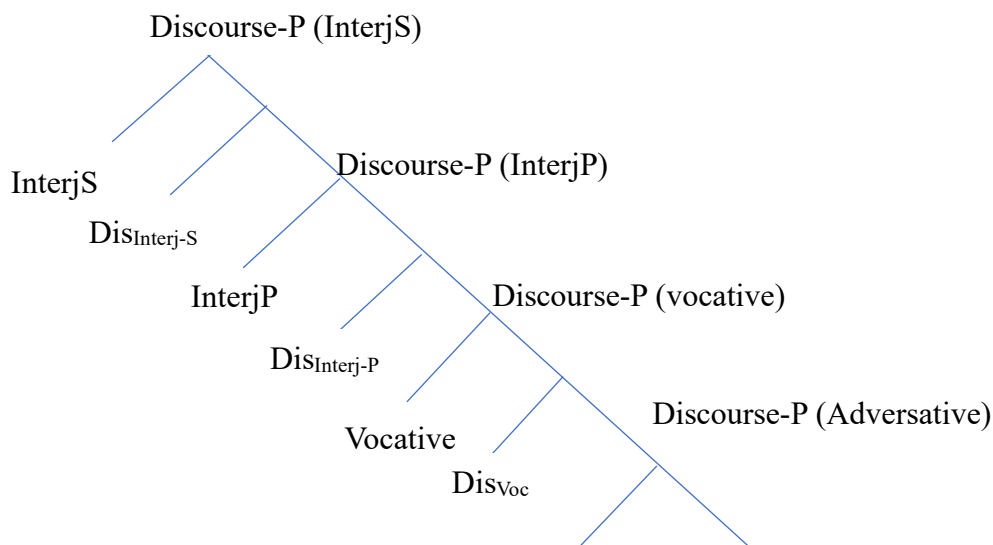 Discourse-P (InterjS)
Discourse-P (InterjP)
InterjS
DisInterj-S
InterjP
Discourse-P (vocative)
DisInterj-P
Discourse-P (Adversative)
Vocative
DisVoc